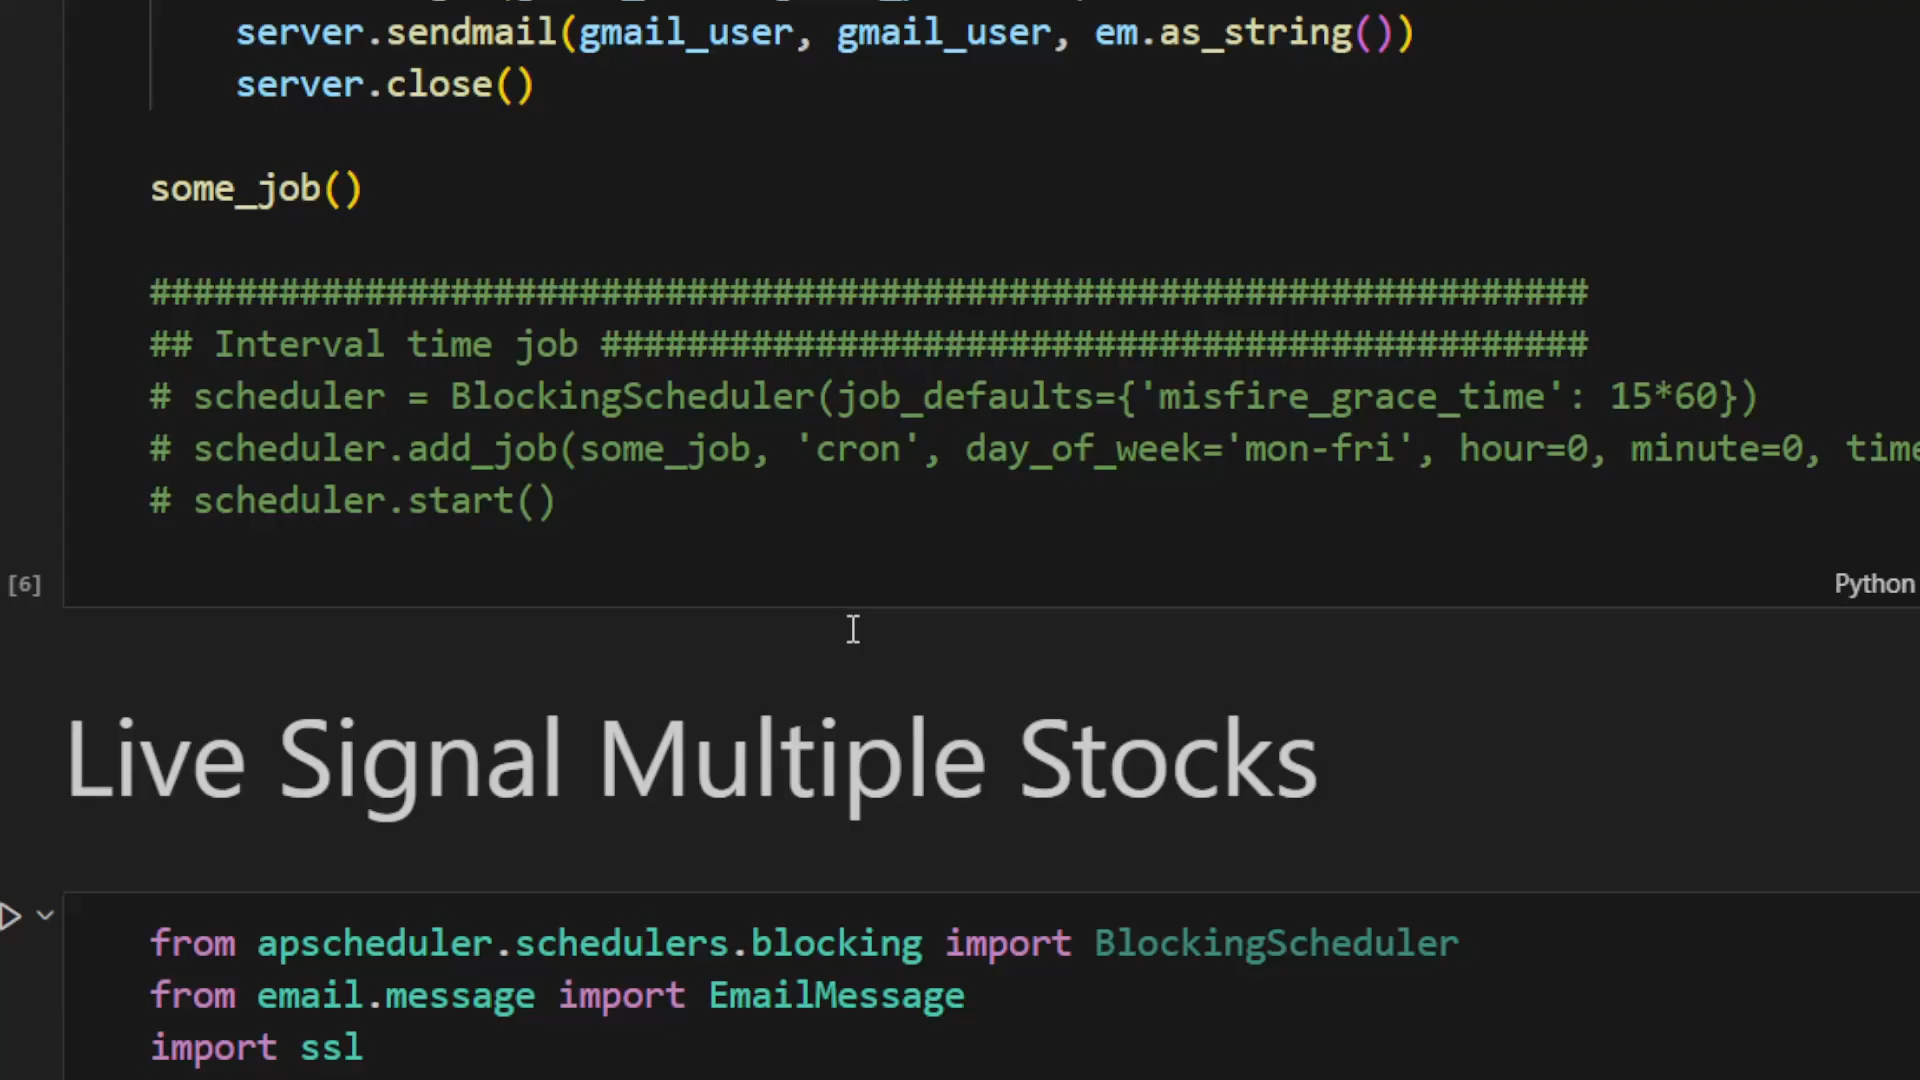 server.sendmail(gmail_user, gmail_user, em.as_string())
server.close()
some_job()
###################################################################
## Interval time job ##############################################
# scheduler = BlockingScheduler(job_defaults={'misfire_grace_time': 15*60})
# scheduler.add_job(some_job, 'cron', day_of_week='mon-fri', hour=0, minute=0,
# scheduler.start()
[6]
Python
Live Signal Multiple Stocks
from apscheduler.schedulers.blocking import BlockingScheduler
from email.message import EmailMessage
import ssl